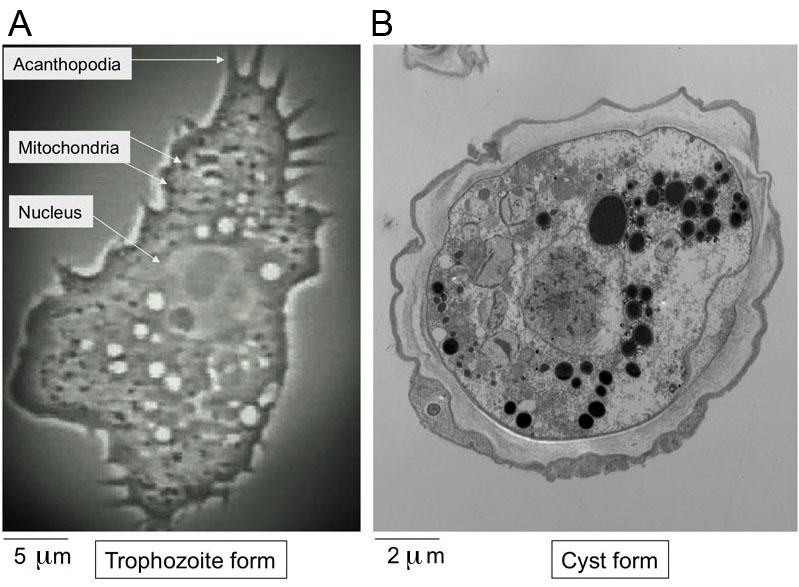 A
B
Acanthopodia
Mitochondria
Nucleus
5 μm
Trophozoite form
2 μm
Cyst form